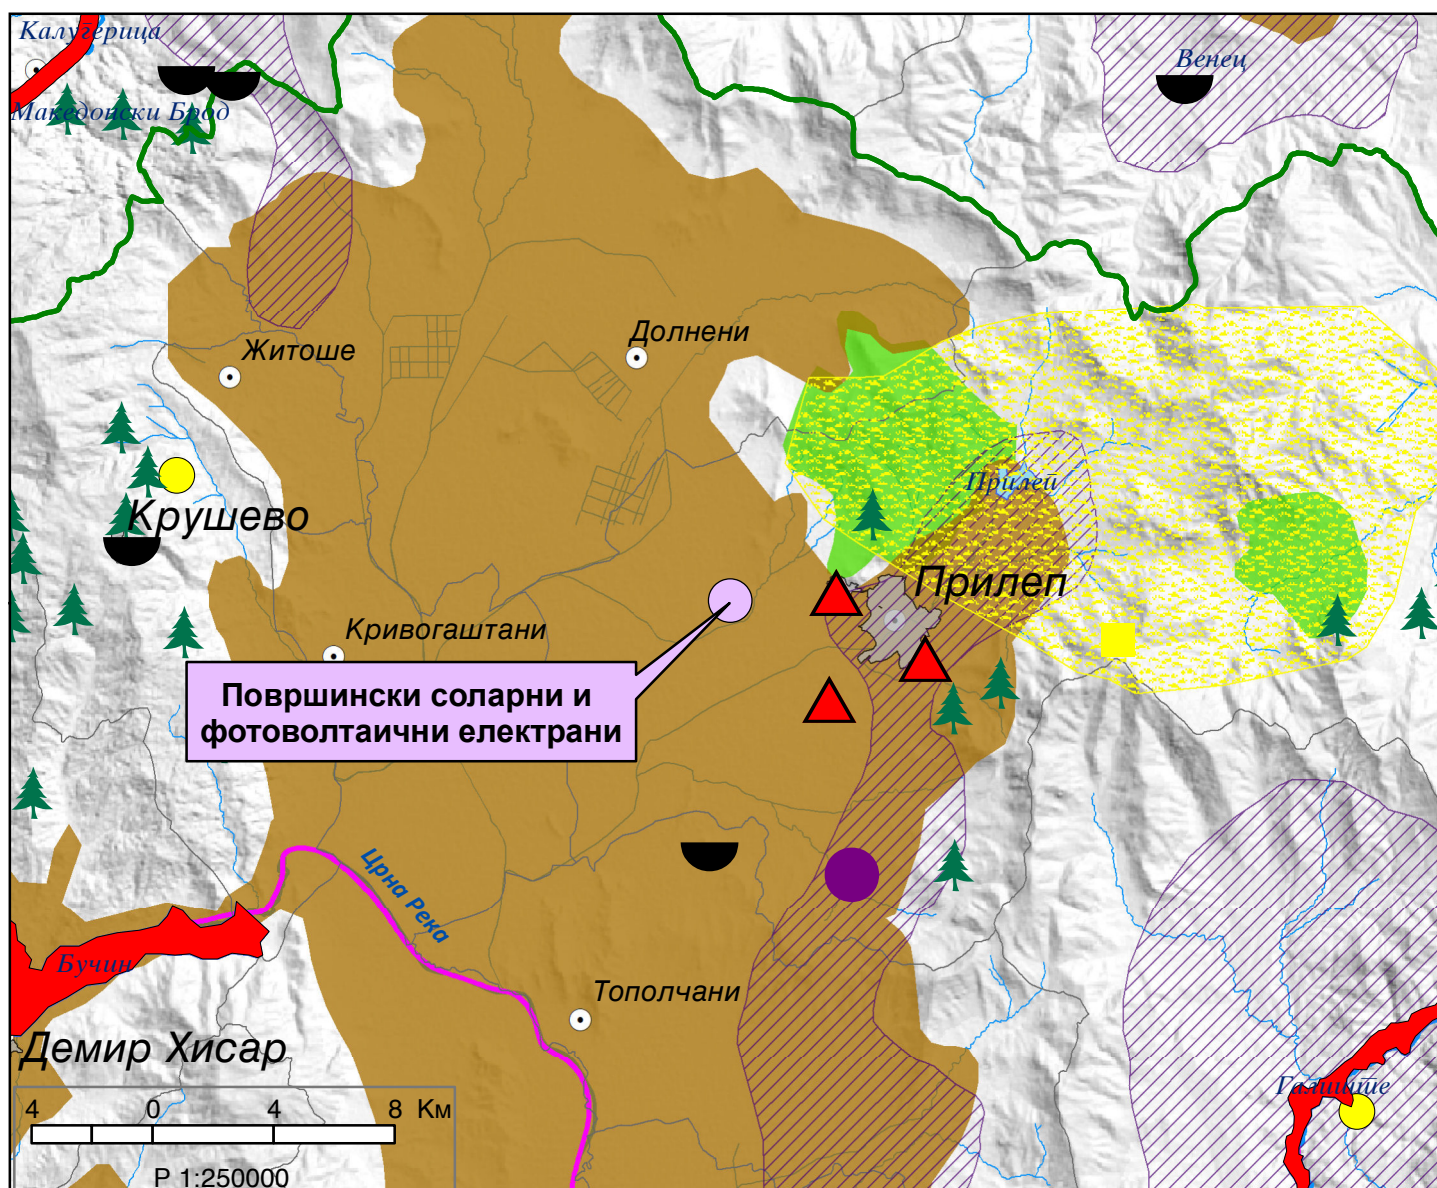 Калугерица
Венец
Македонски Брод
Долнени
Житоше
Прилеп
Крушево
Прилеп
Кривогаштани
Површински соларни и
фотоволтаични електрани
Црна Река
Бучин
Тополчани
Демир Хисар
Галиште
4 0 4 8 Км
Р 1:250000